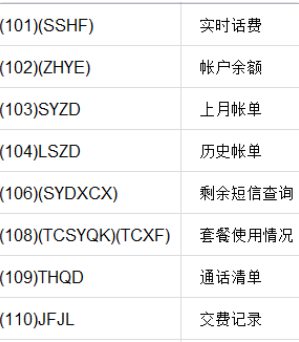 (101)(SSHF) 实时话费
(102)(ZHYE) 帐户余额
(103)SYZD 上月帐单
(104)LSZD 历史帐单
(106)(SYDXCX) 剩余短信查询
(108)(TCSYQK)(TCXF) 套餐使用情况
(109)THQD 通话清单
(110)JFJL 交费记录